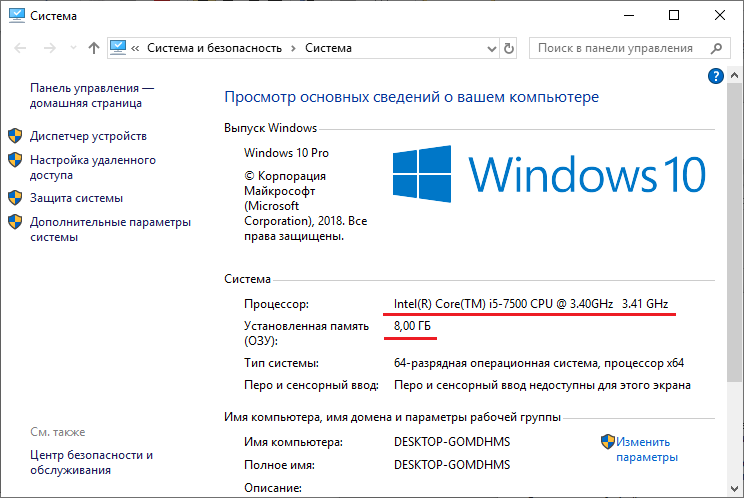 Система
« Система и безопасность › Система
Поиск в панели управления
?
Панель управления —
домашняя страница
Диспетчер устройств
Настройка удаленного
доступа
Защита системы
Дополнительные параметры
системы
См. также
Центр безопасности и
обслуживания
Просмотр основных сведений о вашем компьютере
Выпуск Windows
Windows 10 Pro
© Корпорация
Майкрософт
(Microsoft
Corporation), 2018. Все
права защищены.
Windows 10
Система
Процессор: Intel(R) Core(TM) i5-7500 CPU @ 3.40GHz 3.41 GHz
Установленная память 8,00 ГБ
(ОЗУ):
Тип системы: 64-разрядная операционная система, процессор x64
Перо и сенсорный ввод: Перо и сенсорный ввод недоступны для этого экрана
Имя компьютера, имя домена и параметры рабочей группы
Имя компьютера: DESKTOP-GOMDHMS Изменить
параметры
Полное имя: DESKTOP-GOMDHMS
Описание: